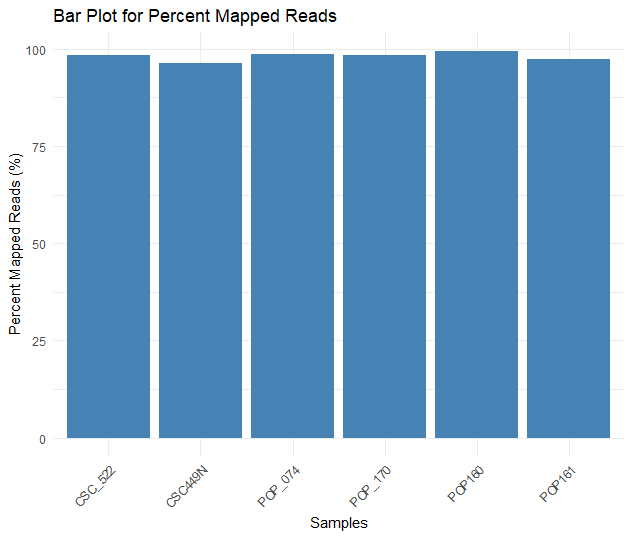 Bar Plot for Percent Mapped Reads
Percent Mapped Reads (%)
100
75
50
25
0
CSC_522
CSC449N
POP_074
POP_170
POP160
POP161
Samples